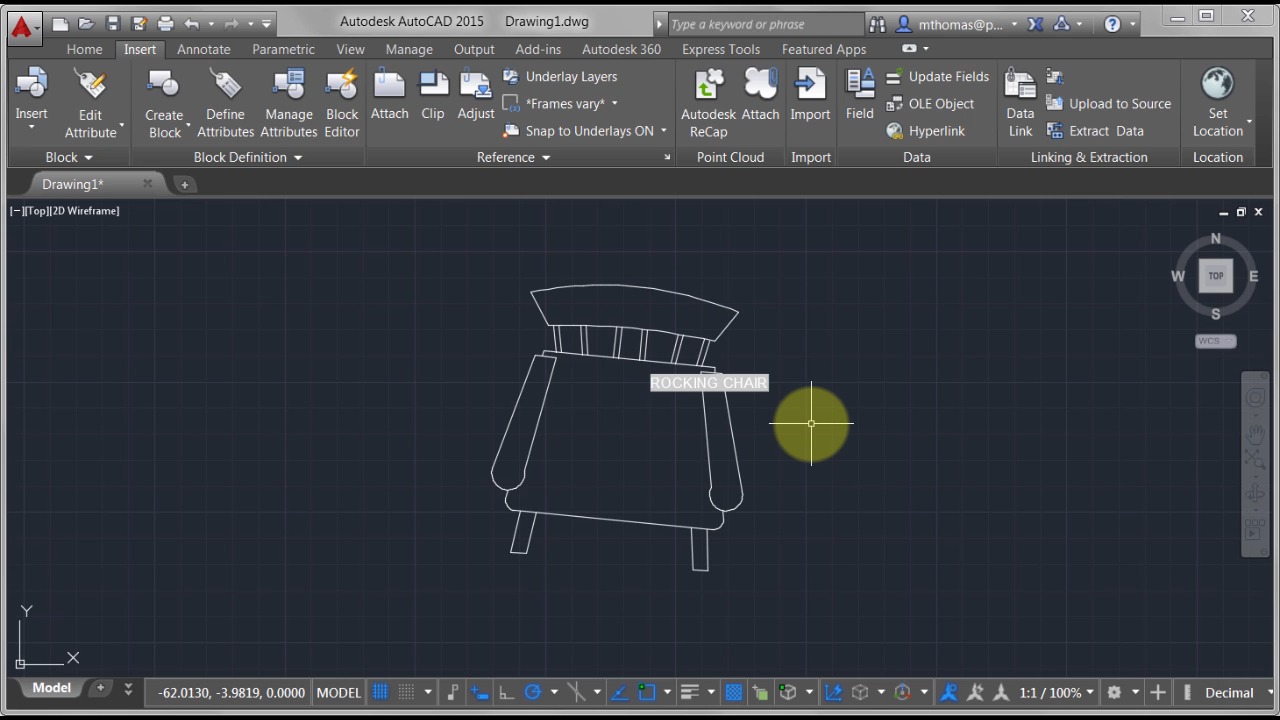 Autodesk AutoCAD 2015 Drawing1.dwg
Type a keyword or phrase
mthomas@p...
Home Insert Annotate Parametric View Manage Output Add-ins Autodesk 360 Express Tools Featured Apps
Insert
Edit Attribute
Create Block
Define Attributes
Manage Attributes
Block Editor
Attach
Clip
Adjust
Underlay Layers
*Frames vary*
Snap to Underlays ON
Autodesk ReCap
Attach
Import
Field
Update Fields
OLE Object
Hyperlink
Data Link
Upload to Source
Extract Data
Set Location
Block Block Definition Reference Point Cloud Import Data Linking & Extraction Location
Drawing1*
[−][Top][2D Wireframe]
N
W TOP E
S
WCS
ROCKING CHAIR
Y
X
Model
-62.0130, -3.9819, 0.0000 MODEL 1:1 / 100% Decimal